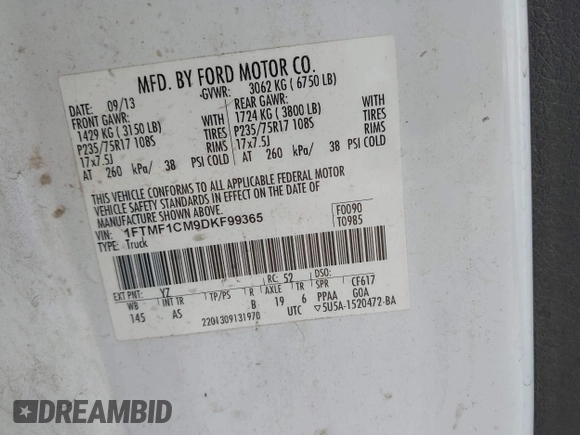 MFD. BY FORD MOTOR CO.
DATE: 09/13 GVWR: 3062 KG ( 6750 LB)
FRONT GAWR: REAR GAWR:
1429 KG ( 3150 LB) WITH 1724 KG ( 3800 LB) WITH
P235/75R17 108S TIRES P235/75R17 108S TIRES
17x7.5J RIMS 17x7.5J RIMS
AT 260 kPa/ 38 PSI COLD AT 260 kPa/ 38 PSI COLD
THIS VEHICLE CONFORMS TO ALL APPLICABLE FEDERAL MOTOR
VEHICLE SAFETY STANDARDS IN EFFECT ON THE DATE OF
MANUFACTURE SHOWN ABOVE.
VIN: 1FTMF1CM9DKF99365 F0090
TYPE: Truck T0985
EXT PNT: YZ RC: 52 DSO:
WB INT TR TP/PS R AXLE TR SPR CF617
145 AS B 19 6 PPAA GOA
2201309131970 UTC ▽5U5A-1520472-BA
DREAMBID